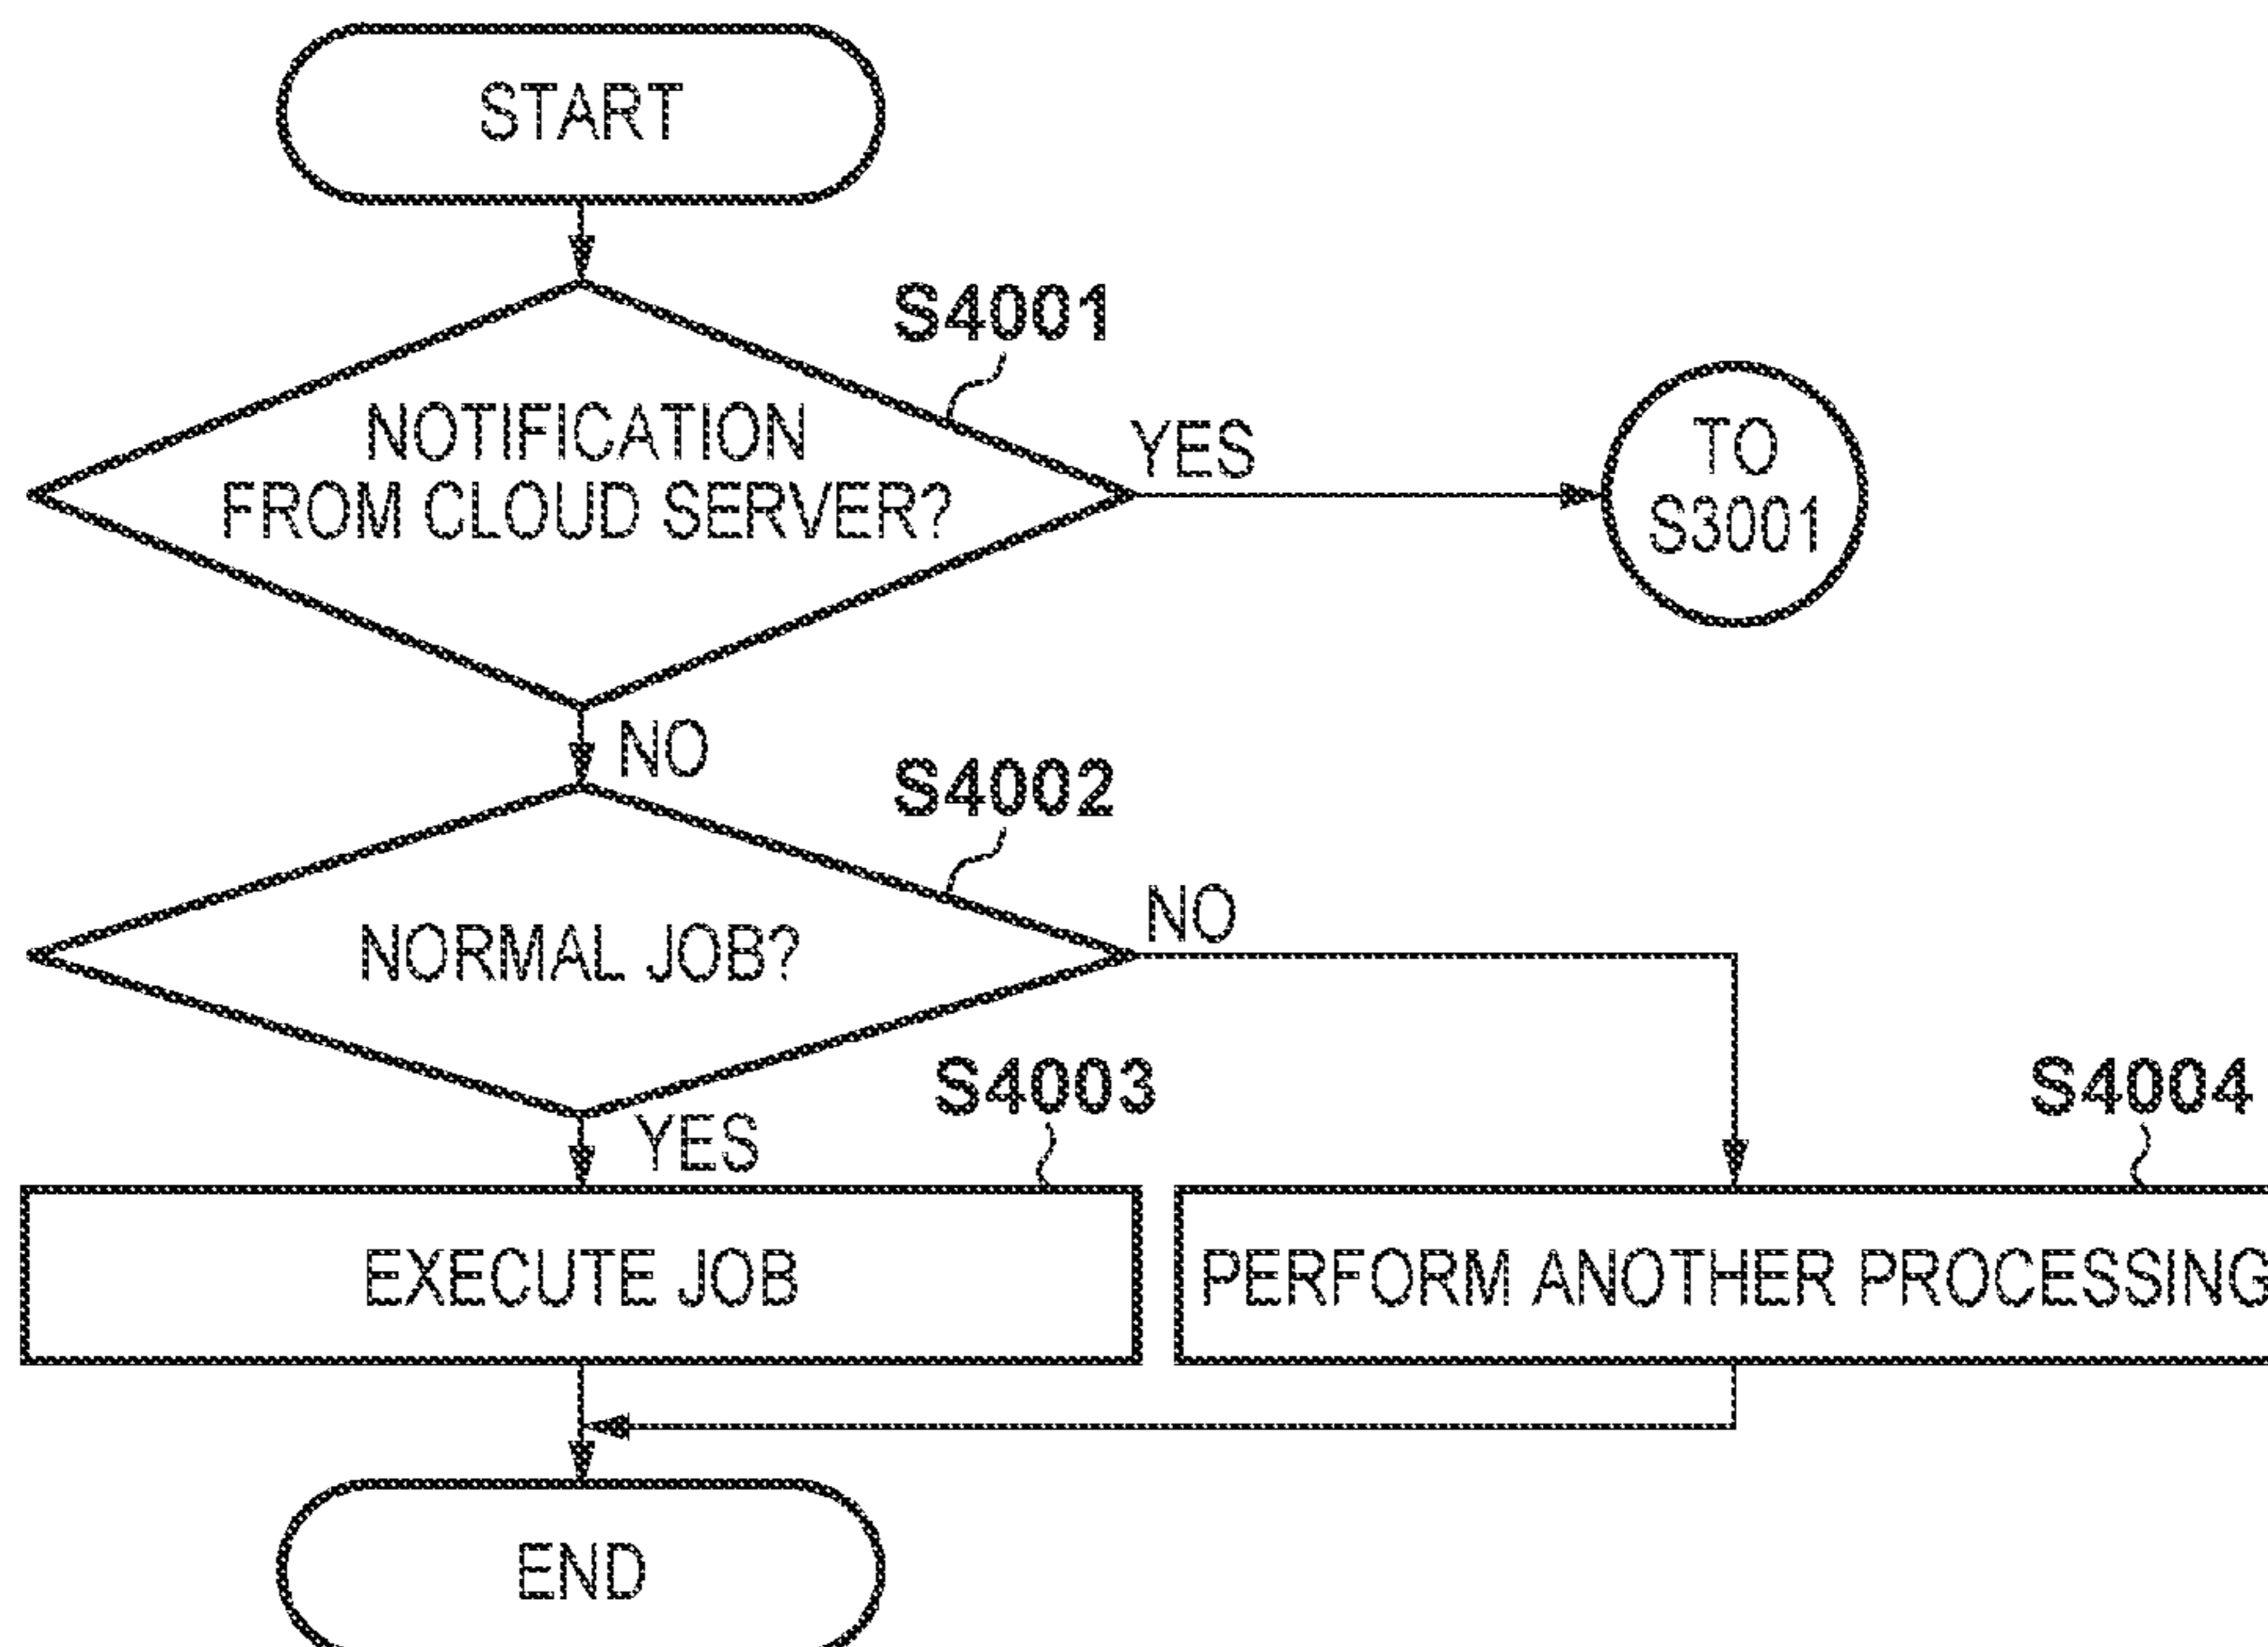 START
S4001
NOTIFICATION
FROM CLOUD SERVER?
YES
TO
S3001
NO
S4002
NORMAL JOB?
NO
YES
S4003
S4004
EXECUTE JOB
PERFORM ANOTHER PROCESSING
END